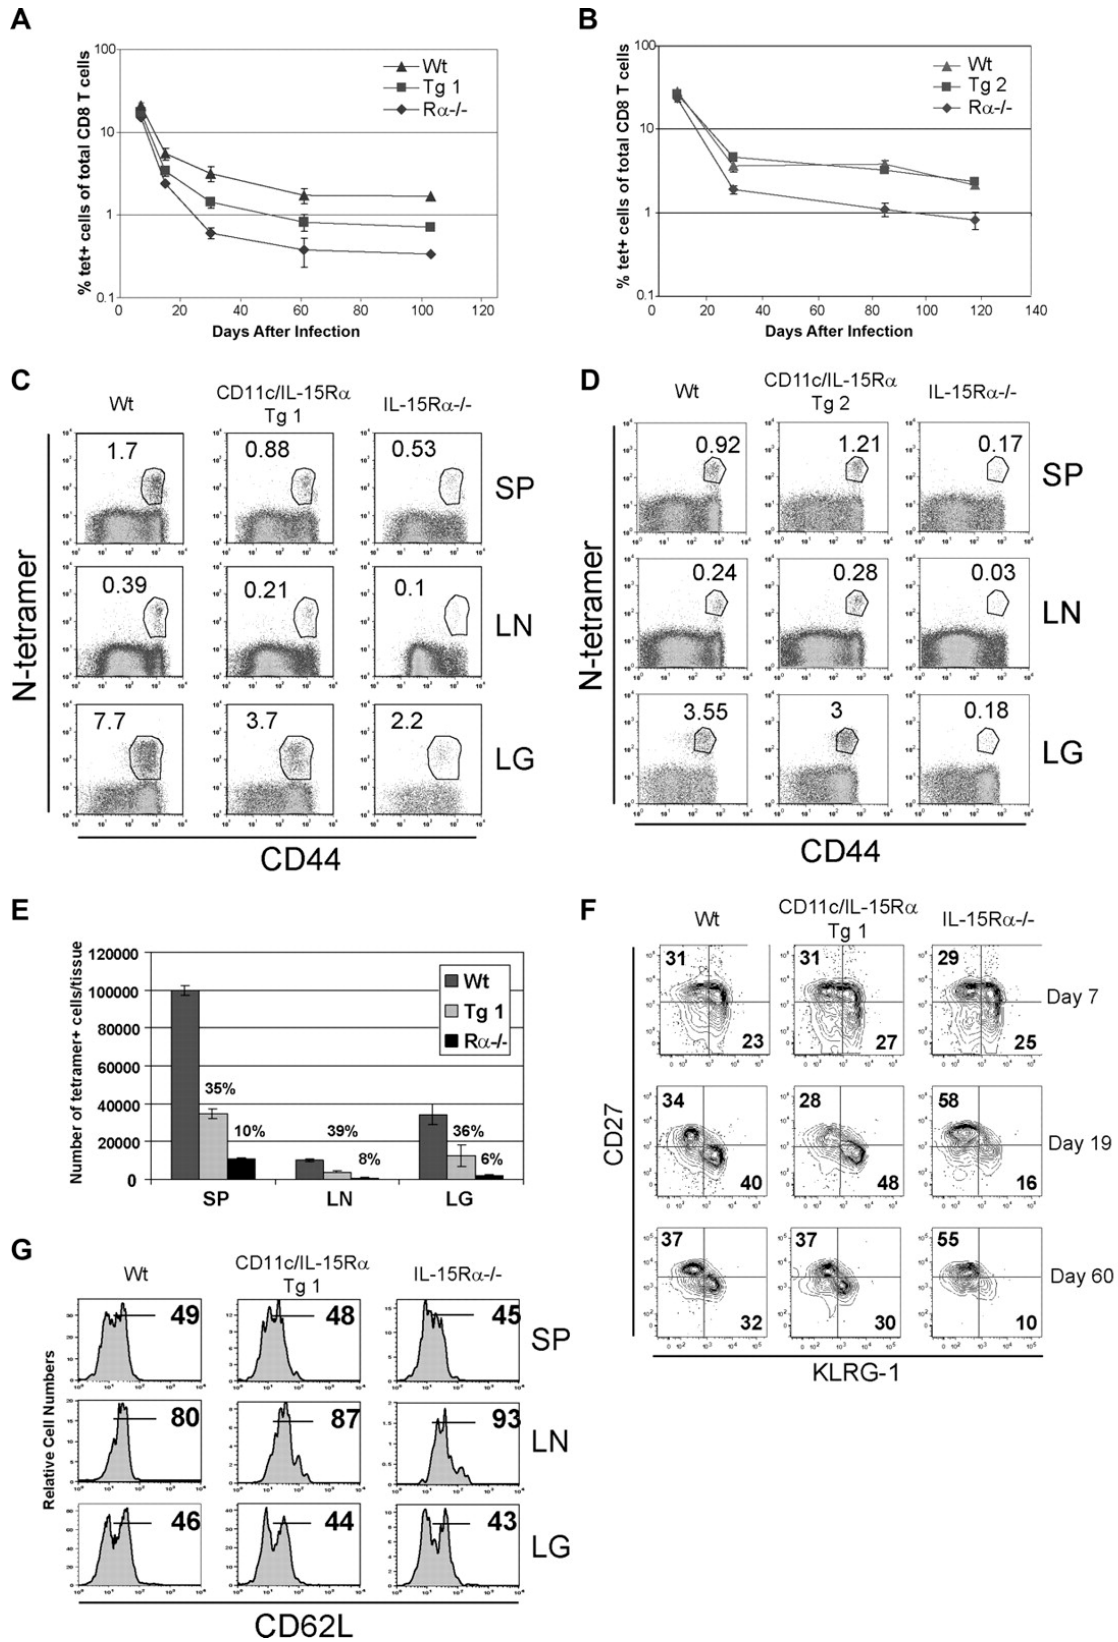 A
% tet+ cells of total CD8 T cells
100
10
1
0.1
0 20 40 60 80 100 120
Days After Infection
Wt
Tg 1
Rα-/-
B
% tet+ cells of total CD8 T cells
100
10
1
0.1
0 20 40 60 80 100 120 140
Days After Infection
Wt
Tg 2
Rα-/-
C
Wt
CD11c/IL-15Rα
Tg 1
IL-15Rα-/-
N-tetramer
1.7 0.88 0.53 SP
0.39 0.21 0.1 LN
7.7 3.7 2.2 LG
CD44
D
Wt
CD11c/IL-15Rα
Tg 2
IL-15Rα-/-
N-tetramer
0.92 1.21 0.17 SP
0.24 0.28 0.03 LN
3.55 3 0.18 LG
CD44
E
Number of tetramer+ cells/tissue
120000
100000
80000
60000
40000
20000
0
Wt
Tg 1
Rα-/-
35% 10% 39% 8% 36% 6%
SP LN LG
F
Wt
CD11c/IL-15Rα
Tg 1
IL-15Rα-/-
CD27
31 31 29
23 27 25
Day 7
34 28 58
40 48 16
Day 19
37 37 55
32 30 10
Day 60
KLRG-1
G
Wt
CD11c/IL-15Rα
Tg 1
IL-15Rα-/-
Relative Cell Numbers
49 48 45 SP
80 87 93 LN
46 44 43 LG
CD62L